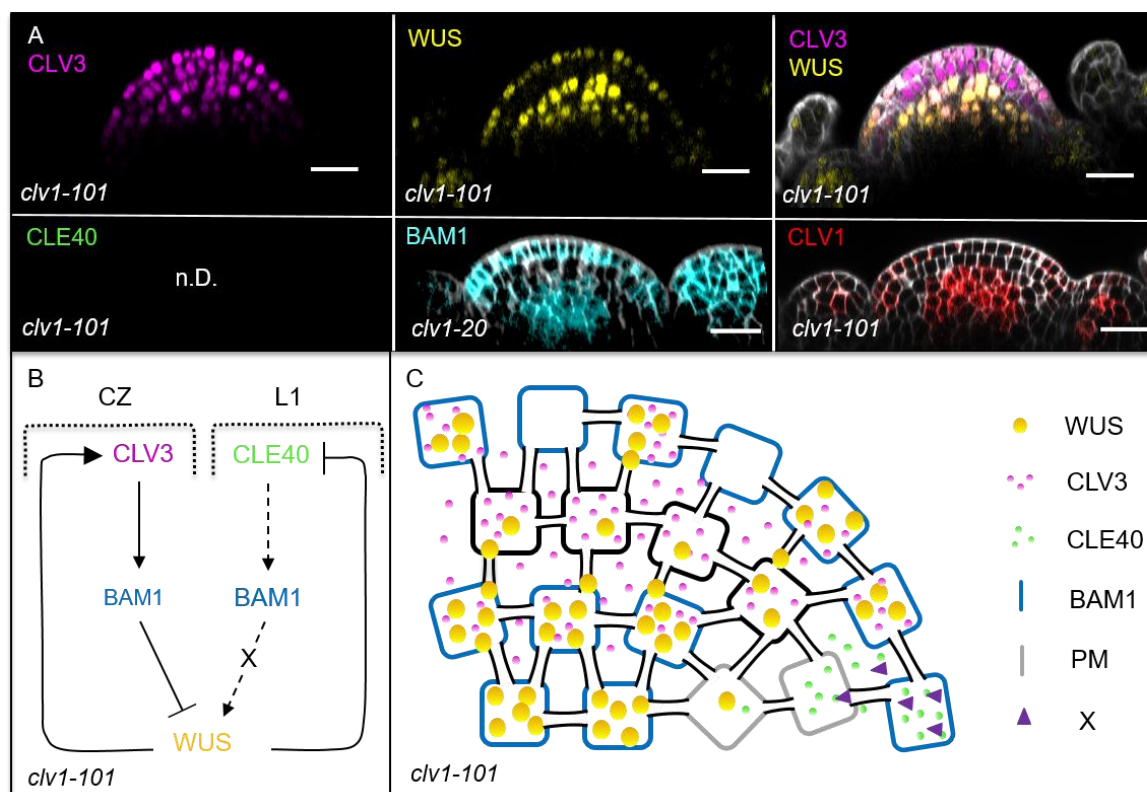 A
CLV3
clv1-101
WUS
clv1-101
CLV3
WUS
clv1-101
CLE40
n.D.
clv1-101
BAM1
clv1-20
CLV1
clv1-101
B
CZ
L1
CLV3
CLE40
BAM1
BAM1
X
WUS
clv1-101
C
WUS
CLV3
CLE40
BAM1
PM
X
clv1-101